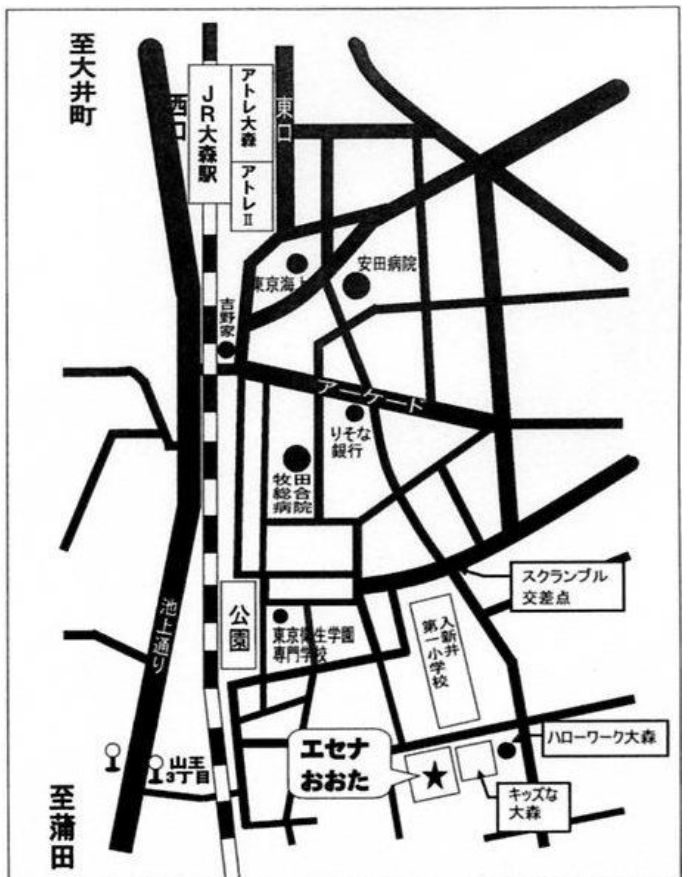 至大井町
西口
JR大森駅
アトレ大森
アトレⅡ
東口
東京海上
安田病院
吉野家
アーケード
りそな
銀行
牧田
総合
病院
スクランブル
交差点
公園
入新井
第一小学校
東京衛生学園
専門学校
池上通り
ハローワーク大森
エセナ
おおた
キッズな
大森
山王
3丁目
至蒲田